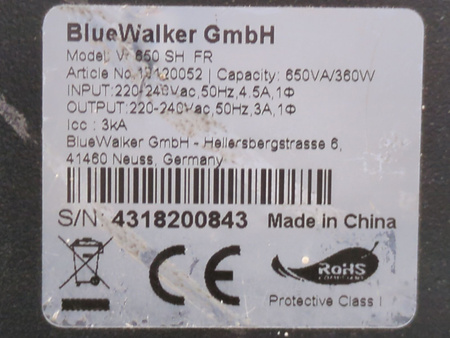 BlueWalker GmbH
Model: VI 650 SH FR
Article No.10120052 | Capacity: 650VA/360W
INPUT:220-240Vac,50Hz,4.5A,1Φ
OUTPUT:220-240Vac,50Hz,3A,1Φ
Icc : 3kA
BlueWalker GmbH - Hellersbergstrasse 6,
41460 Neuss, Germany
S/N: 4318200843 Made in China
CE
RoHS
COMPLIANT
Protective Class I